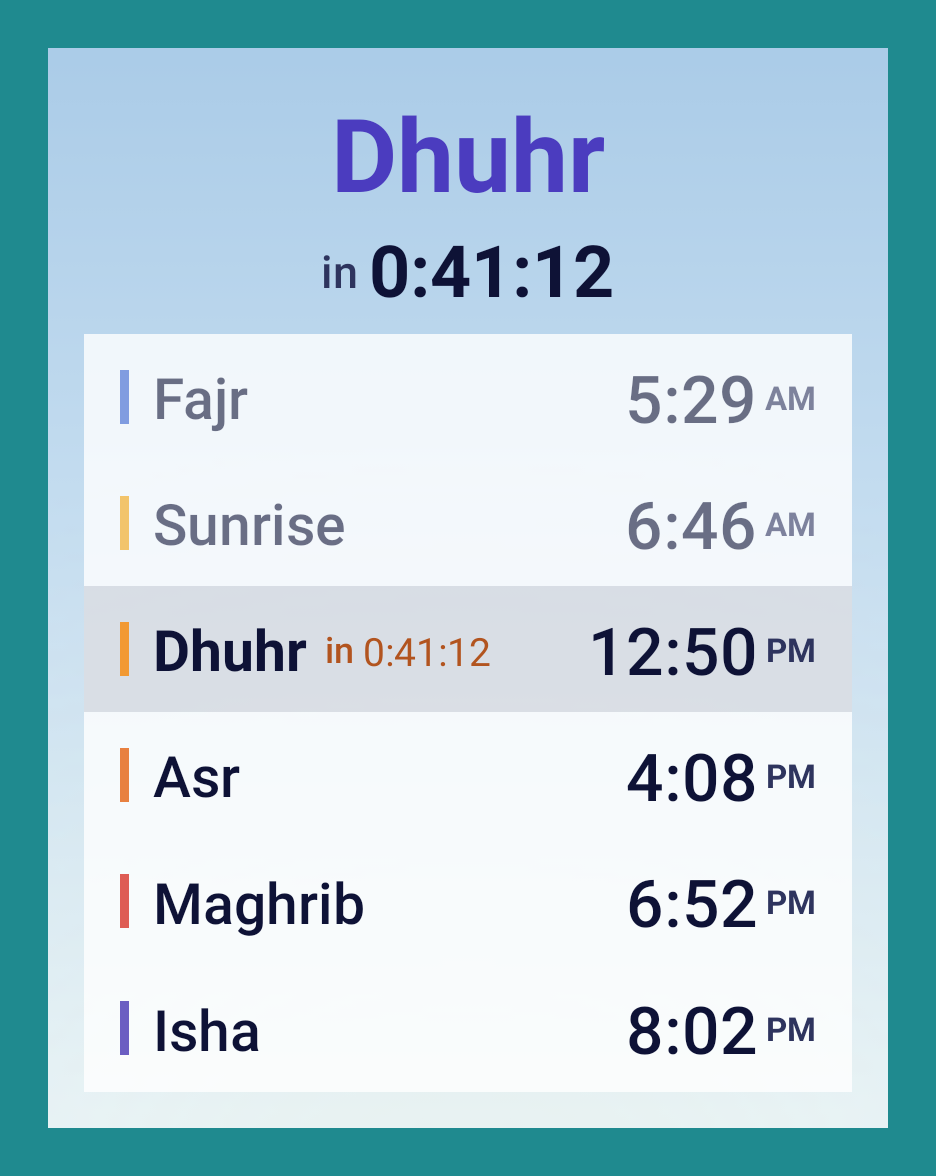 Dhuhr
in 0:41:12
Fajr 5:29 AM
Sunrise 6:46 AM
Dhuhr in 0:41:12 12:50 PM
Asr 4:08 PM
Maghrib 6:52 PM
Isha 8:02 PM